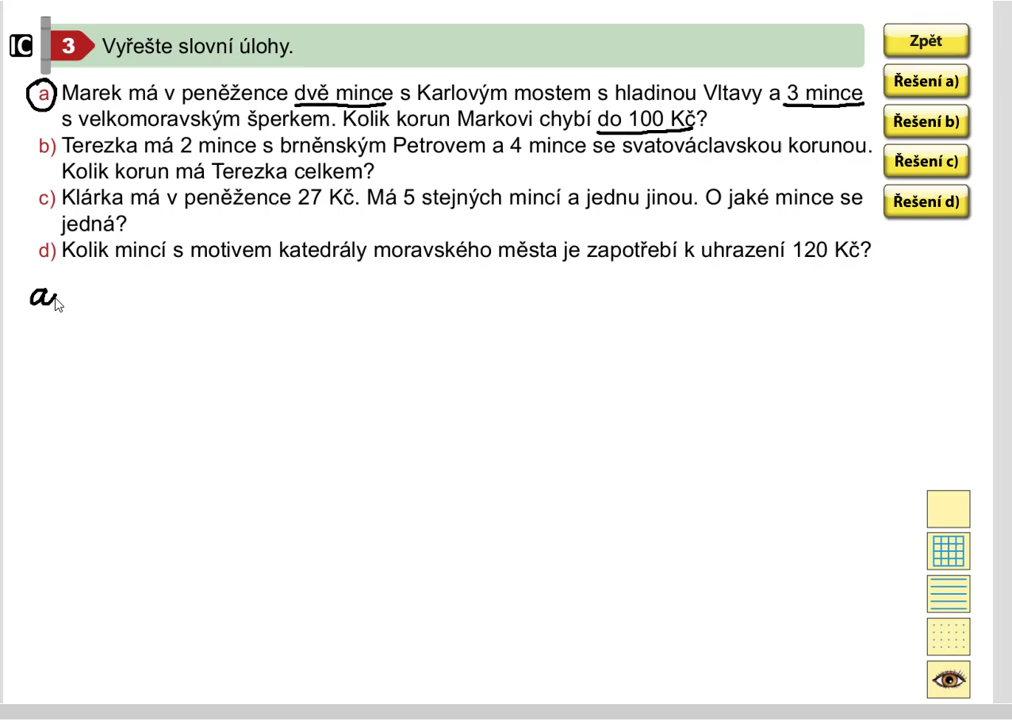 IC 3 Vyřešte slovní úlohy.
a) Marek má v peněžence dvě mince s Karlovým mostem s hladinou Vltavy a 3 mince
s velkomoravským šperkem. Kolik korun Markovi chybí do 100 Kč?
b) Terezka má 2 mince s brněnským Petrovem a 4 mince se svatováclavskou korunou.
Kolik korun má Terezka celkem?
c) Klárka má v peněžence 27 Kč. Má 5 stejných mincí a jednu jinou. O jaké mince se
jedná?
d) Kolik mincí s motivem katedrály moravského města je zapotřebí k uhrazení 120 Kč?
a
Zpět
Řešení a)
Řešení b)
Řešení c)
Řešení d)